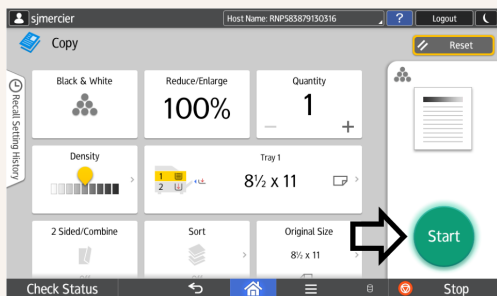 sjmercier
Host Name: RNP583879130316
?
Logout
Copy
Reset
Recall Setting History
Black & White
Reduce/Enlarge
100%
Quantity
1
— +
Density
Tray 1
1
2
8½ x 11
2 Sided/Combine
Off
Sort
Off
Original Size
8½ x 11
Start
Check Status
Stop